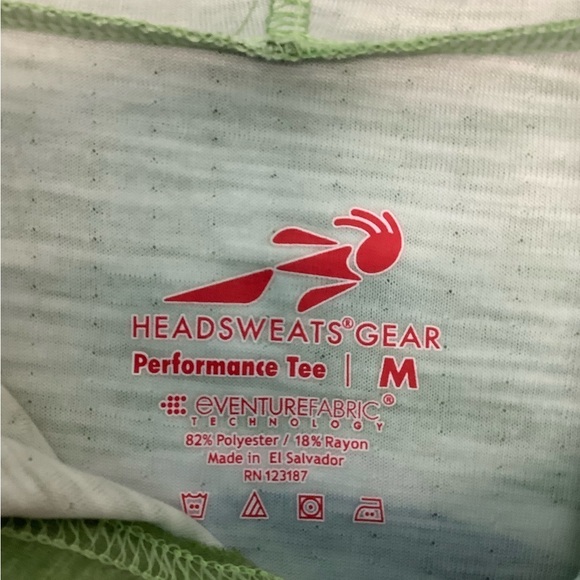 HEADSWEATS® GEAR
Performance Tee | M
eVENTUREFABRIC®
TECHNOLOGY
82% Polyester / 18% Rayon
Made in El Salvador
RN 123187